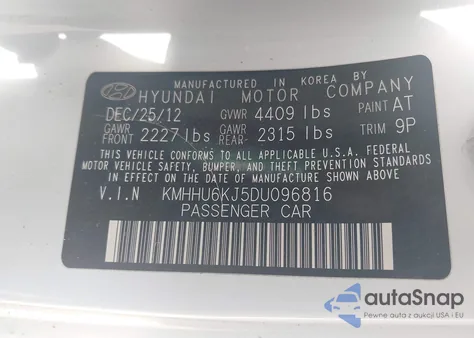 MANUFACTURED IN KOREA BY
HYUNDAI MOTOR COMPANY
DEC/25/12 GVWR 4409 lbs PAINT AT
GAWR FRONT 2227 lbs GAWR REAR 2315 lbs TRIM 9P
THIS VEHICLE CONFORMS TO ALL APPLICABLE U.S.A. FEDERAL
MOTOR VEHICLE SAFETY, BUMPER, AND THEFT PREVENTION STANDARDS
IN EFFECT ON THE DATE OF MANUFACTURE SHOWN ABOVE.
V.I.N KMHHU6KJ5DU096816
PASSENGER CAR
autoSnap
Pewne auta z aukcji USA i EU